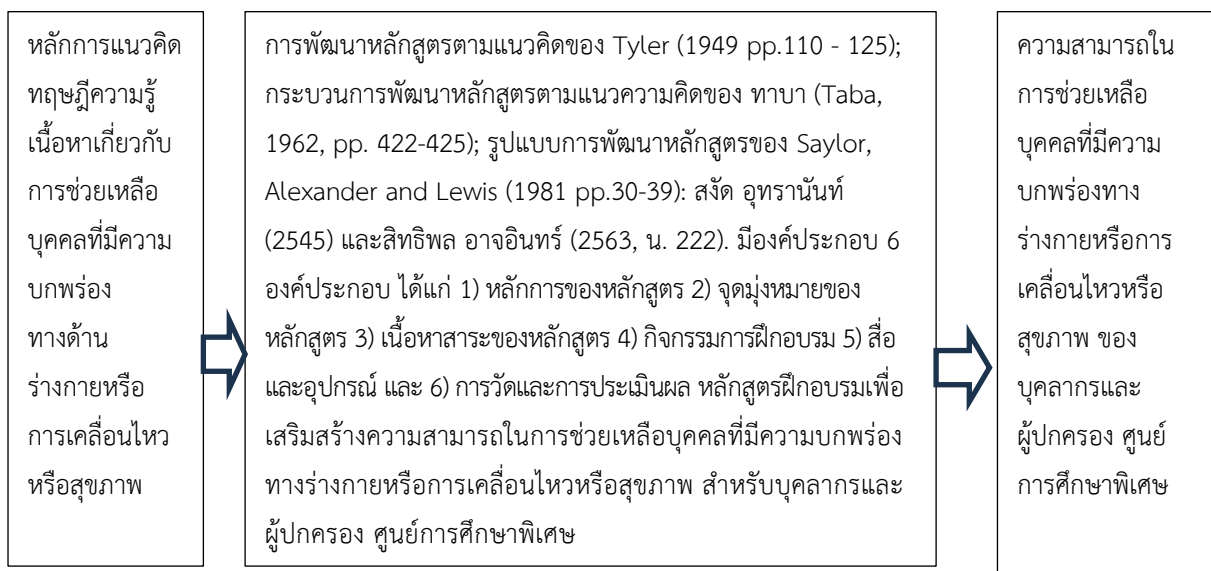 หลักการแนวคิด
ทฤษฎีความรู้
เนื้อหาเกี่ยวกับ
การช่วยเหลือ
บุคคลที่มีความ
บกพร่อง
ทางด้าน
ร่างกายหรือ
การเคลื่อนไหว
หรือสุขภาพ
การพัฒนาหลักสูตรตามแนวคิดของ Tyler (1949 pp.110 - 125);
กระบวนการพัฒนาหลักสูตรตามแนวความคิดของ ทาบา (Taba,
1962, pp. 422-425); รูปแบบการพัฒนาหลักสูตรของ Saylor,
Alexander and Lewis (1981 pp.30-39): สงัด อุทรานันท์
(2545) และสิทธิพล อาจอินทร์ (2563, น. 222). มีองค์ประกอบ 6
องค์ประกอบ ได้แก่ 1) หลักการของหลักสูตร 2) จุดมุ่งหมายของ
หลักสูตร 3) เนื้อหาสาระของหลักสูตร 4) กิจกรรมการฝึกอบรม 5) สื่อ
และอุปกรณ์ และ 6) การวัดและการประเมินผล หลักสูตรฝึกอบรมเพื่อ
เสริมสร้างความสามารถในการช่วยเหลือบุคคลที่มีความบกพร่อง
ทางร่างกายหรือการเคลื่อนไหวหรือสุขภาพ สำหรับบุคลากรและ
ผู้ปกครอง ศูนย์การศึกษาพิเศษ
ความสามารถใน
การช่วยเหลือ
บุคคลที่มีความ
บกพร่องทาง
ร่างกายหรือการ
เคลื่อนไหวหรือ
สุขภาพ ของ
บุคลากรและ
ผู้ปกครอง ศูนย์
การศึกษาพิเศษ